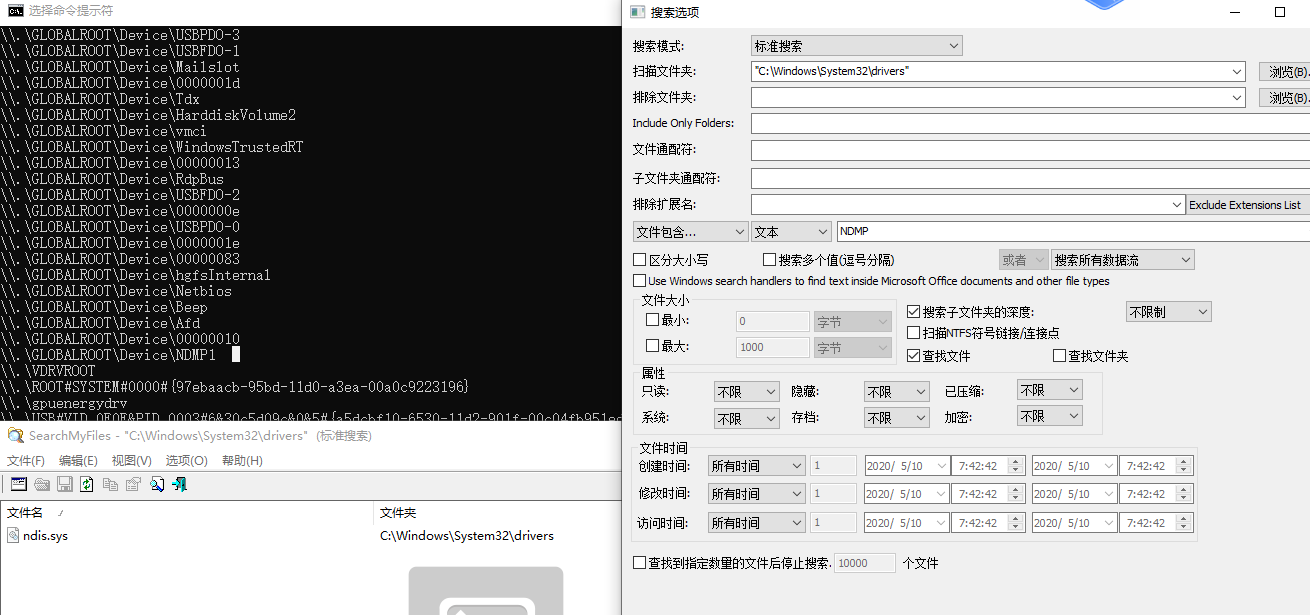 选择命令提示符
\\.\GLOBALROOT\Device\USBPDO-3
\\.\GLOBALROOT\Device\USBFDO-1
\\.\GLOBALROOT\Device\Mailslot
\\.\GLOBALROOT\Device\0000001d
\\.\GLOBALROOT\Device\Tdx
\\.\GLOBALROOT\Device\HarddiskVolume2
\\.\GLOBALROOT\Device\vmci
\\.\GLOBALROOT\Device\WindowsTrustedRT
\\.\GLOBALROOT\Device\00000013
\\.\GLOBALROOT\Device\RdpBus
\\.\GLOBALROOT\Device\USBFDO-2
\\.\GLOBALROOT\Device\0000000e
\\.\GLOBALROOT\Device\USBPDO-0
\\.\GLOBALROOT\Device\0000001e
\\.\GLOBALROOT\Device\00000083
\\.\GLOBALROOT\Device\hgfsInternal
\\.\GLOBALROOT\Device\Netbios
\\.\GLOBALROOT\Device\Beep
\\.\GLOBALROOT\Device\Afd
\\.\GLOBALROOT\Device\00000010
\\.\GLOBALROOT\Device\NDMP1
\\.\VDRVROOT
\\.\ROOT#SYSTEM#0000#{97ebaacb-95bd-11d0-a3ea-00a0c9223196}
\\.\gpuenergydrv
SearchMyFiles - "C:\Windows\System32\drivers" (标准搜索)
文件(F) 编辑(E) 视图(V) 选项(O) 帮助(H)
文件名 文件夹
ndis.sys C:\Windows\System32\drivers
搜索选项
搜索模式: 标准搜索
扫描文件夹: "C:\Windows\System32\drivers" 浏览(B)
排除文件夹: 浏览(B)
Include Only Folders:
文件通配符:
子文件夹通配符:
排除扩展名: Exclude Extensions List
文件包含... 文本 NDMP
区分大小写 搜索多个值(逗号分隔) 或者 搜索所有数据流
Use Windows search handlers to find text inside Microsoft Office documents and other file types
文件大小
最小: 0 字节
最大: 1000 字节
搜索子文件夹的深度: 不限制
扫描NTFS符号链接/连接点
查找文件 查找文件夹
属性
只读: 不限 隐藏: 不限 已压缩: 不限
系统: 不限 存档: 不限 加密: 不限
文件时间
创建时间: 所有时间 1 2020/ 5/10 7:42:42 2020/ 5/10 7:42:42
修改时间: 所有时间 1 2020/ 5/10 7:42:42 2020/ 5/10 7:42:42
访问时间: 所有时间 1 2020/ 5/10 7:42:42 2020/ 5/10 7:42:42
查找到指定数量的文件后停止搜索. 10000 个文件